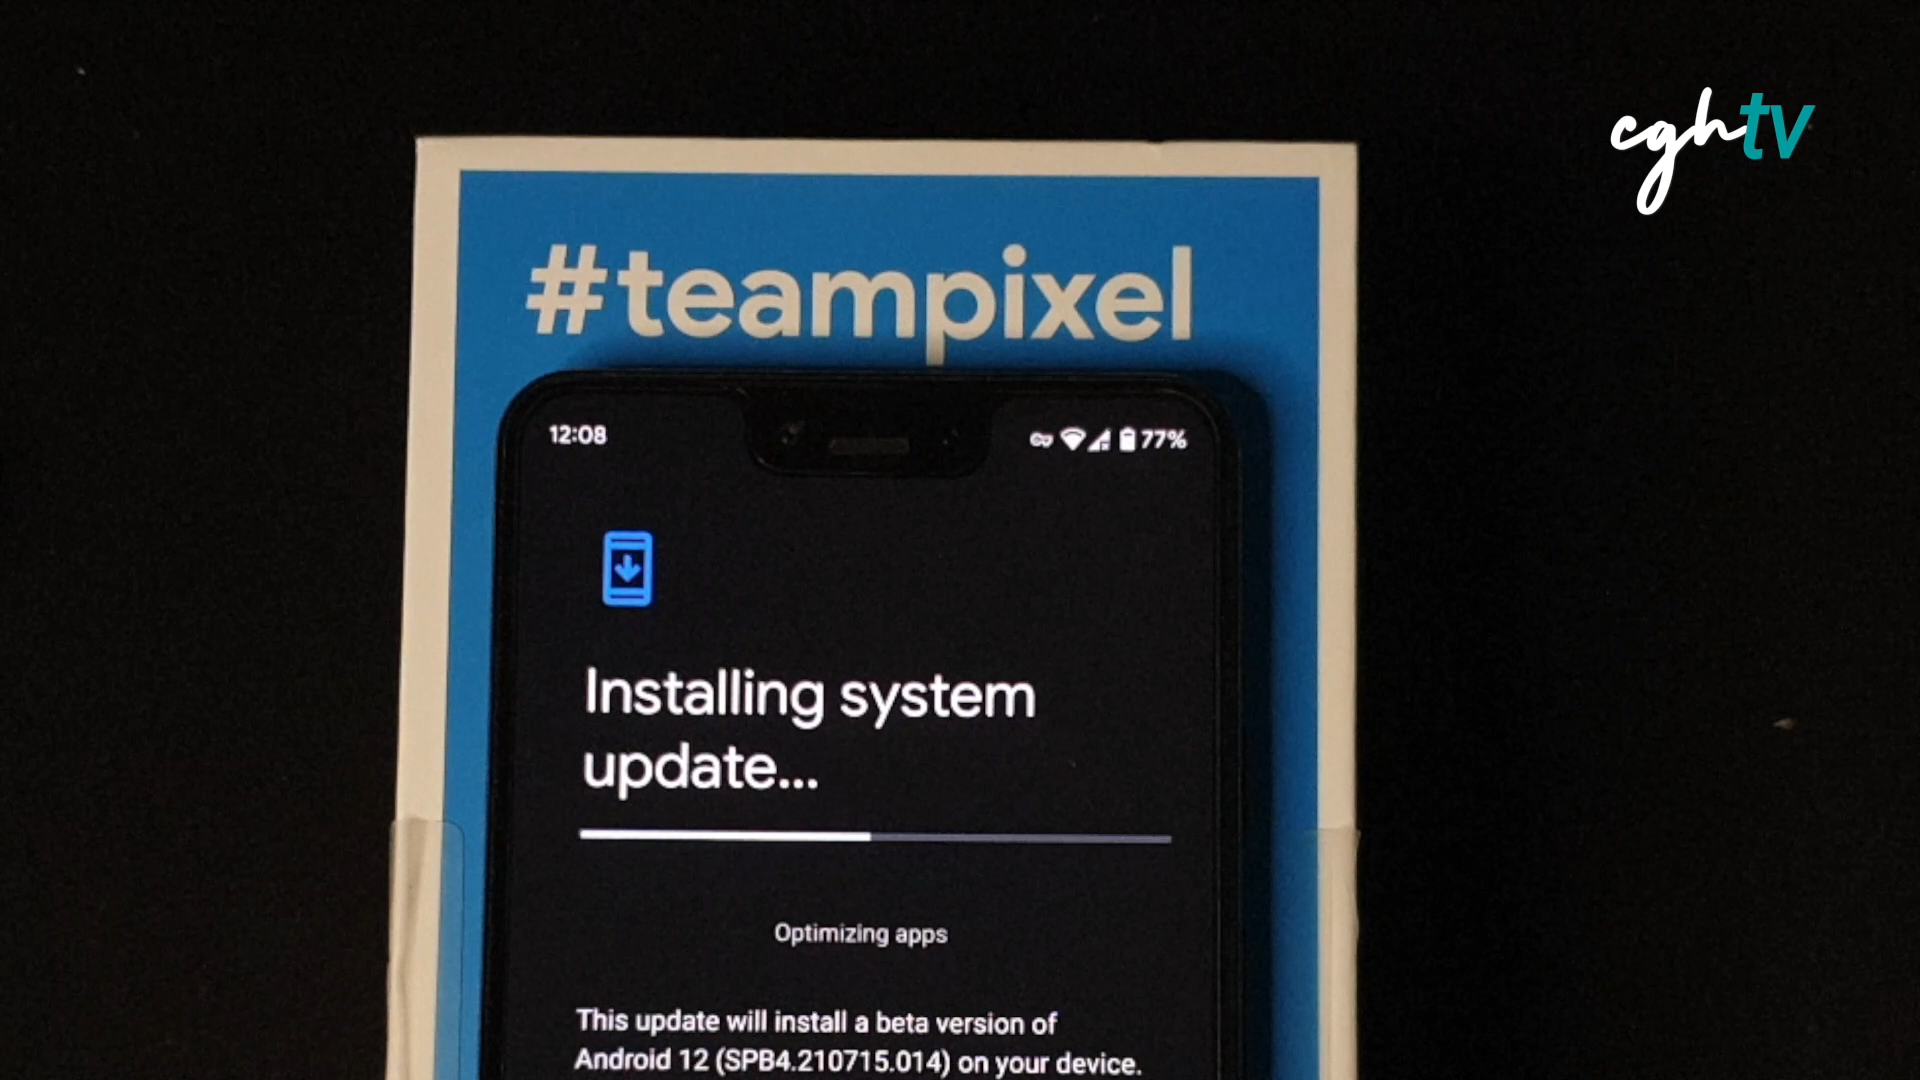 cghtv
#teampixel
12:08
77%
Installing system
update...
Optimizing apps
This update will install a beta version of
Android 12 (SPB4.210715.014) on your device.